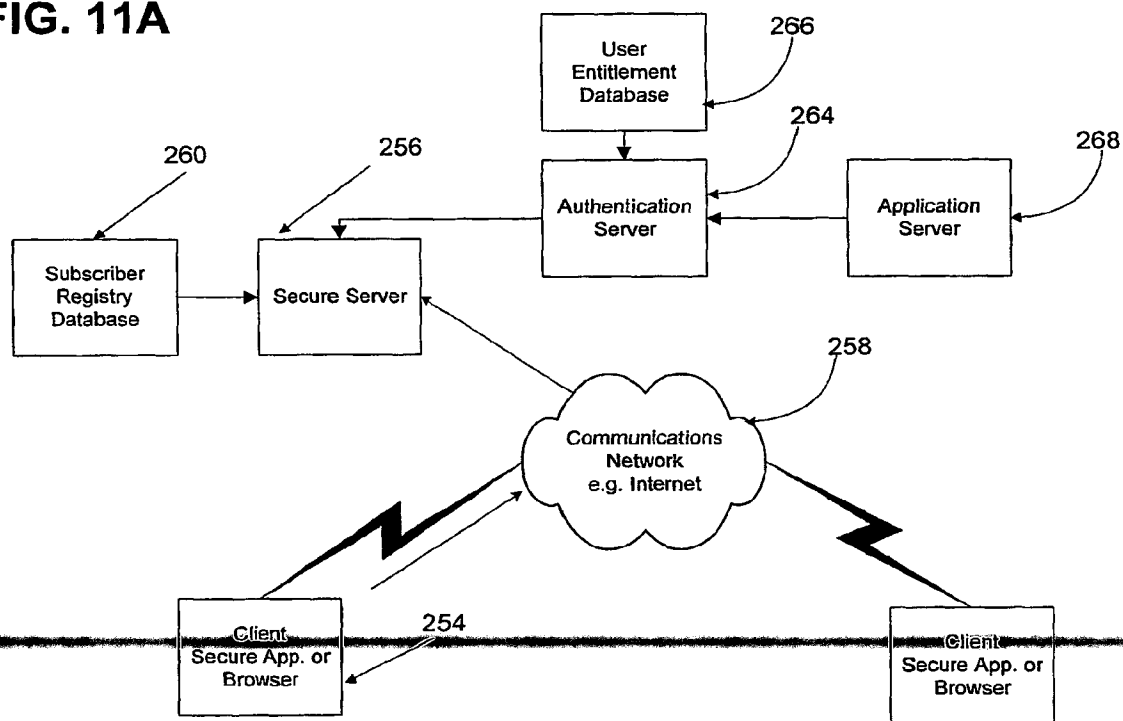 FIG. 11A
266
User
Entitlement
Database
264
260
256
268
Authentication
Server
Application
Server
Subscriber
Registry
Database
Secure Server
258
Communications
Network
e.g. Internet
254
Client
Secure App. or
Browser
Client
Secure App. or
Browser